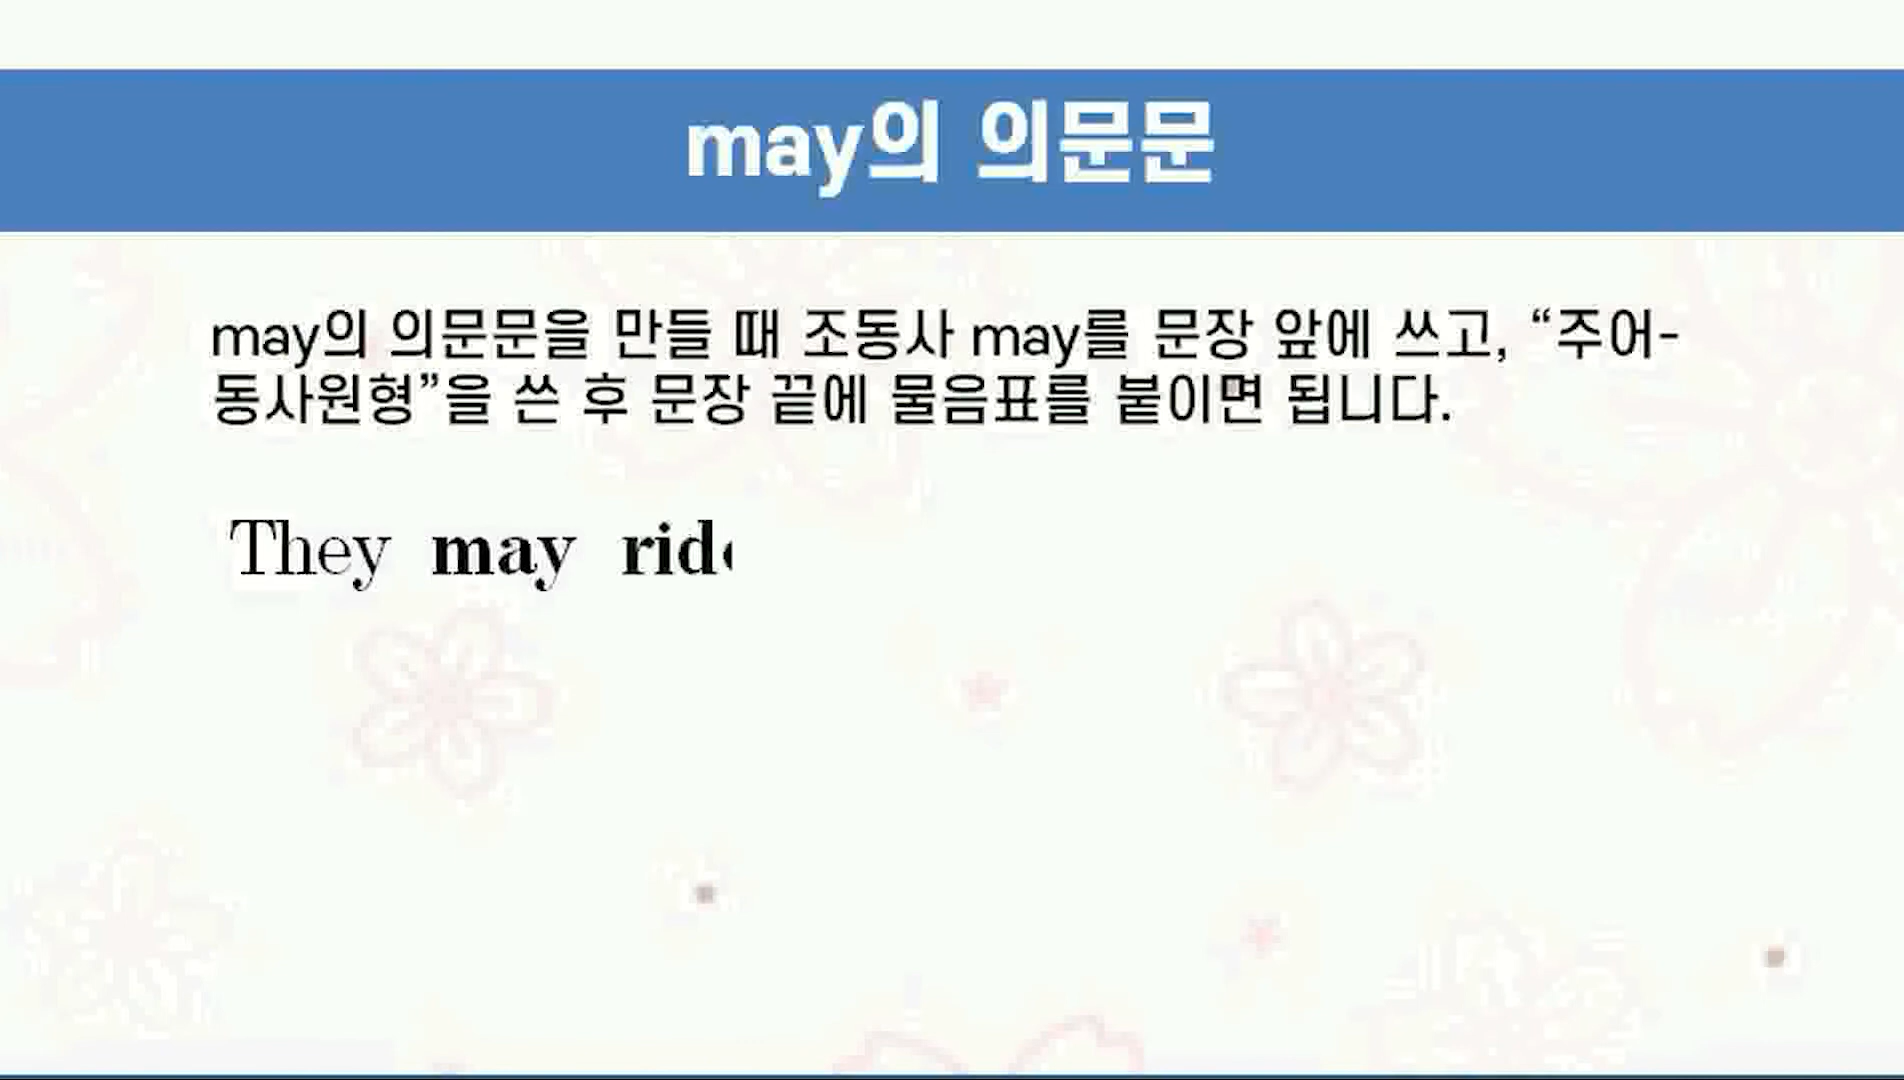 may의 의문문
may의 의문문을 만들 때 조동사 may를 문장 앞에 쓰고, “주어-
동사원형”을 쓴 후 문장 끝에 물음표를 붙이면 됩니다.
They may